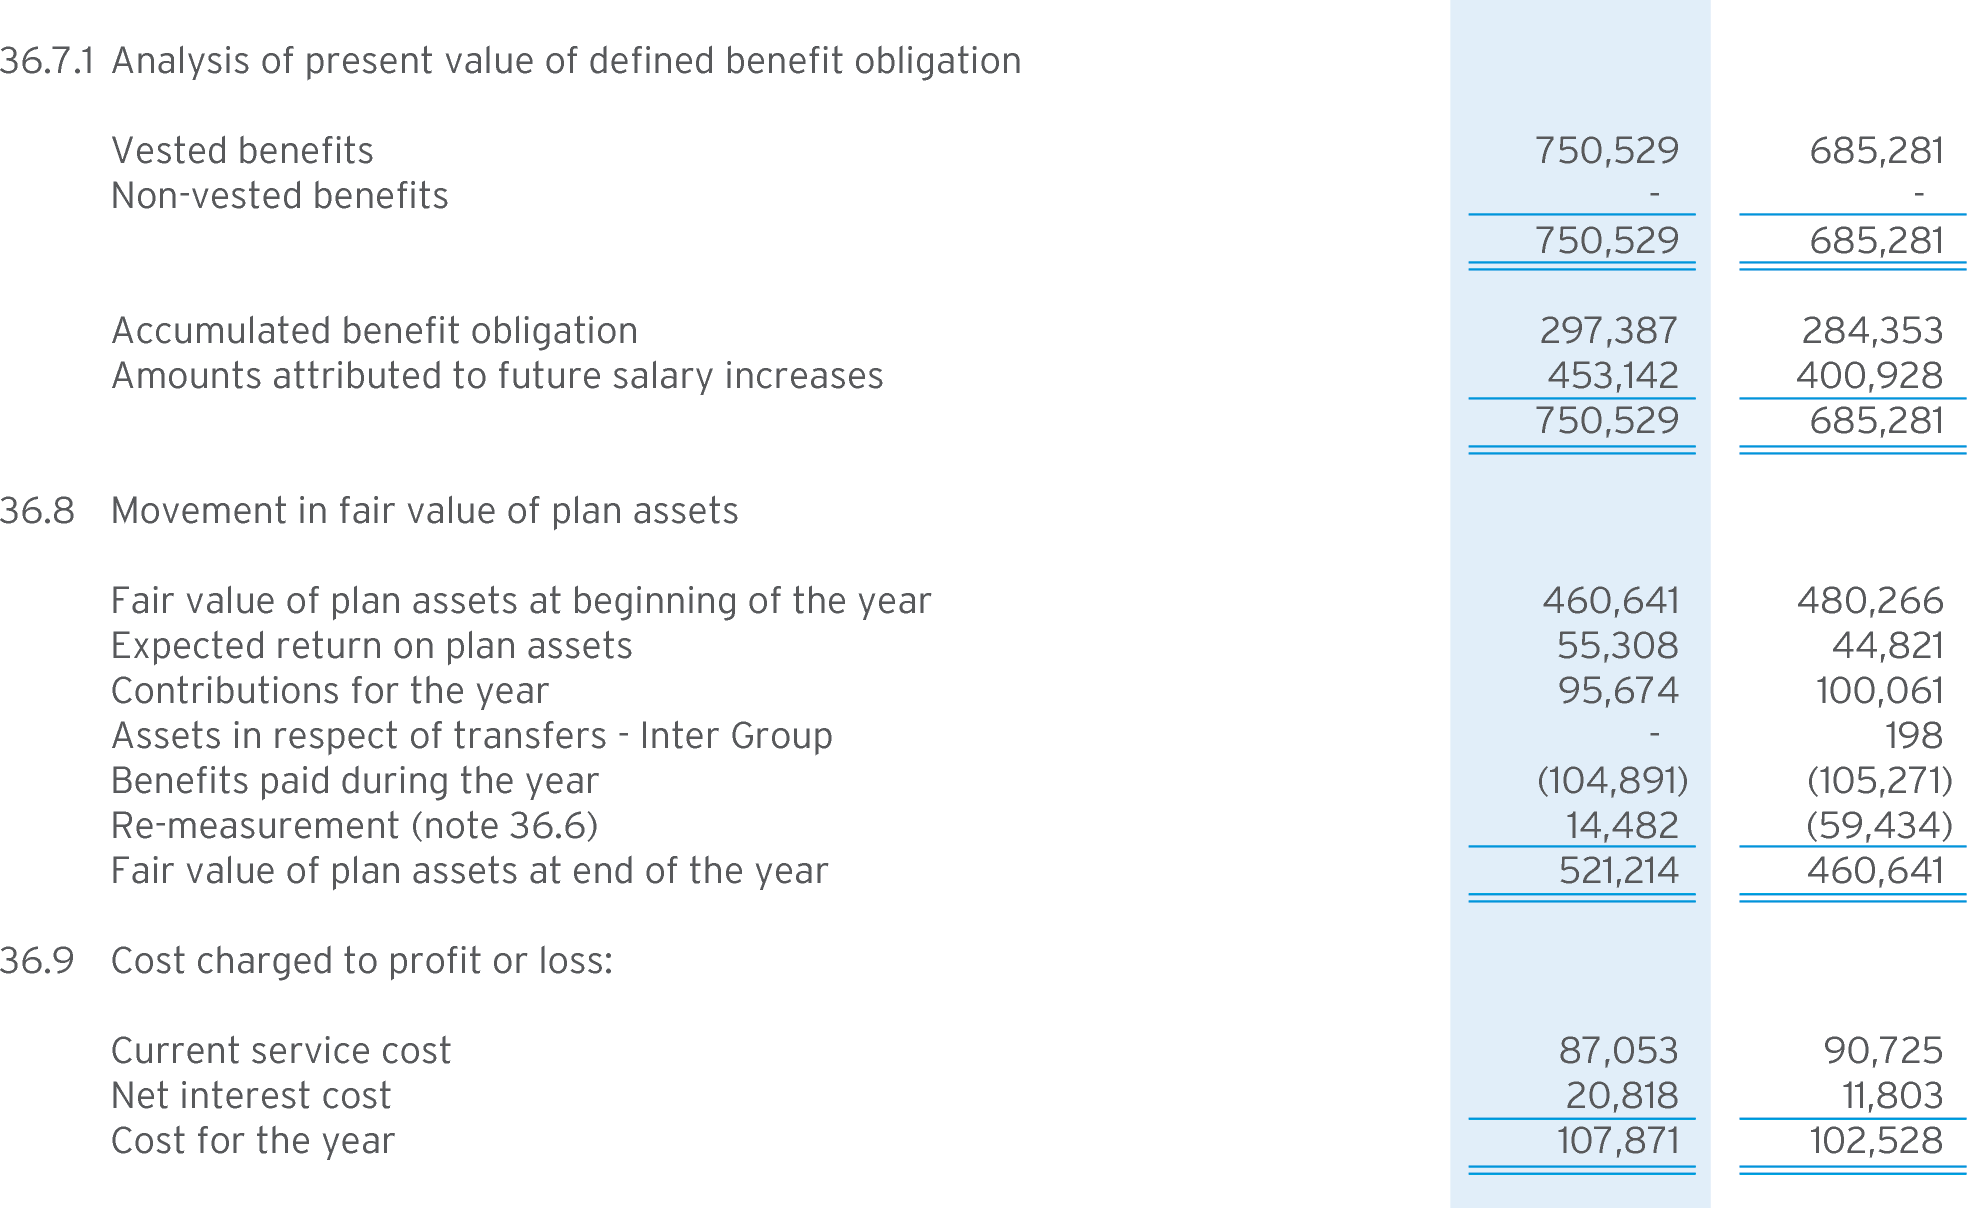 36.7.1 Analysis of present value of defined benefit obligation
Vested benefits 750,529 685,281
Non-vested benefits - -
750,529 685,281
Accumulated benefit obligation 297,387 284,353
Amounts attributed to future salary increases 453,142 400,928
750,529 685,281
36.8 Movement in fair value of plan assets
Fair value of plan assets at beginning of the year 460,641 480,266
Expected return on plan assets 55,308 44,821
Contributions for the year 95,674 100,061
Assets in respect of transfers - Inter Group - 198
Benefits paid during the year (104,891) (105,271)
Re-measurement (note 36.6) 14,482 (59,434)
Fair value of plan assets at end of the year 521,214 460,641
36.9 Cost charged to profit or loss:
Current service cost 87,053 90,725
Net interest cost 20,818 11,803
Cost for the year 107,871 102,528